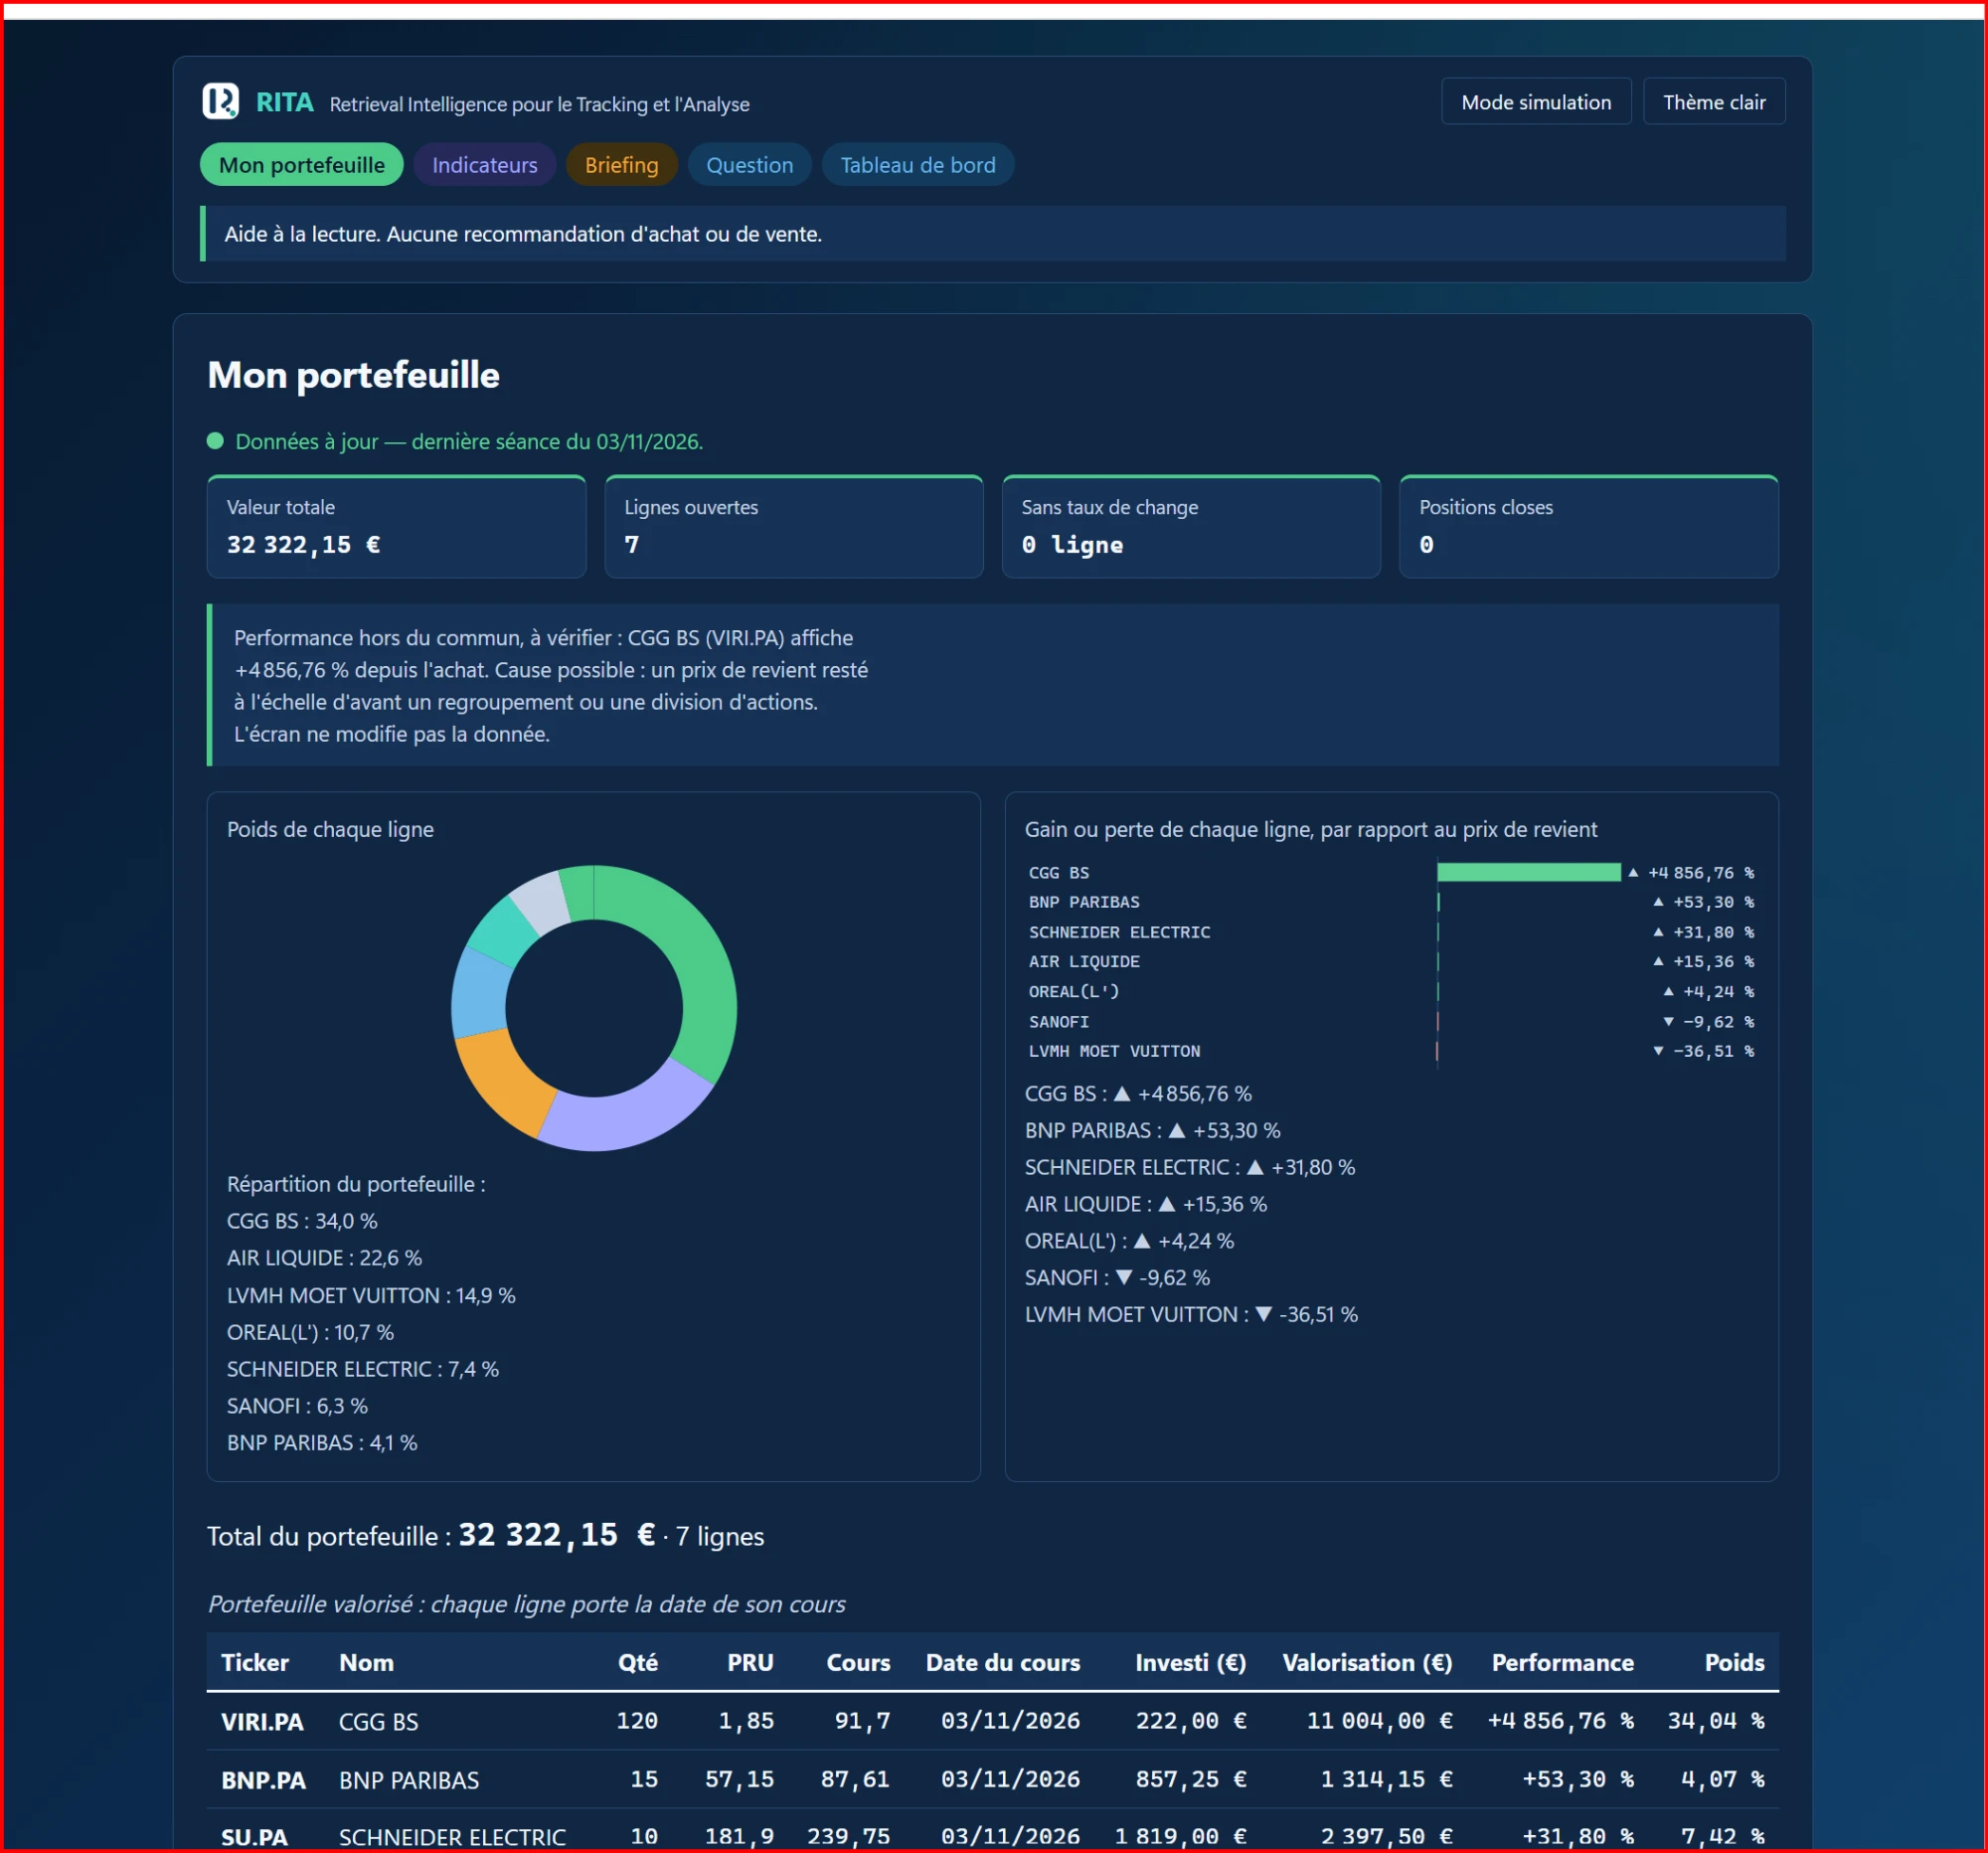 RITA Retrieval Intelligence pour le Tracking et l'Analyse
Mode simulation
Thème clair
Mon portefeuille
Indicateurs
Briefing
Question
Tableau de bord
Aide à la lecture. Aucune recommandation d'achat ou de vente.
Mon portefeuille
Données à jour — dernière séance du 03/11/2026.
Valeur totale
32 322,15 €
Lignes ouvertes
7
Sans taux de change
0 ligne
Positions closes
0
Performance hors du commun, à vérifier : CGG BS (VIRI.PA) affiche
+4 856,76 % depuis l'achat. Cause possible : un prix de revient resté
à l'échelle d'avant un regroupement ou une division d'actions.
L'écran ne modifie pas la donnée.
Poids de chaque ligne
Répartition du portefeuille :
CGG BS : 34,0 %
AIR LIQUIDE : 22,6 %
LVMH MOET VUITTON : 14,9 %
OREAL(L') : 10,7 %
SCHNEIDER ELECTRIC : 7,4 %
SANOFI : 6,3 %
BNP PARIBAS : 4,1 %
Gain ou perte de chaque ligne, par rapport au prix de revient
CGG BS ▲ +4 856,76 %
BNP PARIBAS ▲ +53,30 %
SCHNEIDER ELECTRIC ▲ +31,80 %
AIR LIQUIDE ▲ +15,36 %
OREAL(L') ▲ +4,24 %
SANOFI ▼ −9,62 %
LVMH MOET VUITTON ▼ −36,51 %
CGG BS : ▲ +4 856,76 %
BNP PARIBAS : ▲ +53,30 %
SCHNEIDER ELECTRIC : ▲ +31,80 %
AIR LIQUIDE : ▲ +15,36 %
OREAL(L') : ▲ +4,24 %
SANOFI : ▼ -9,62 %
LVMH MOET VUITTON : ▼ -36,51 %
Total du portefeuille : 32 322,15 € · 7 lignes
Portefeuille valorisé : chaque ligne porte la date de son cours
Ticker Nom Qté PRU Cours Date du cours Investi (€) Valorisation (€) Performance Poids
VIRI.PA CGG BS 120 1,85 91,7 03/11/2026 222,00 € 11 004,00 € +4 856,76 % 34,04 %
BNP.PA BNP PARIBAS 15 57,15 87,61 03/11/2026 857,25 € 1 314,15 € +53,30 % 4,07 %
SU.PA SCHNEIDER ELECTRIC 10 181,9 239,75 03/11/2026 1 819,00 € 2 397,50 € +31,80 % 7,42 %